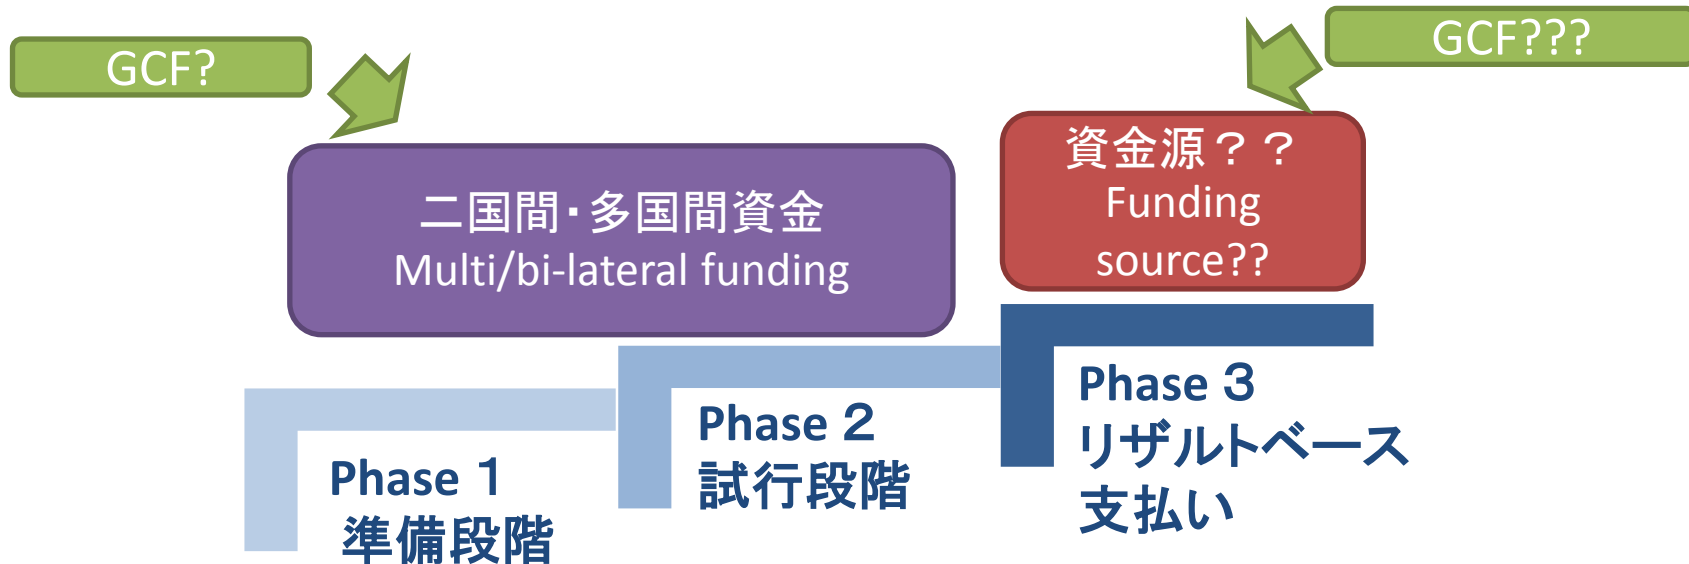 GCF?
GCF???
二国間・多国間資金
Multi/bi-lateral funding
資金源？？
Funding
source??
Phase １
準備段階
Phase ２
試行段階
Phase ３
リザルトベース
支払い